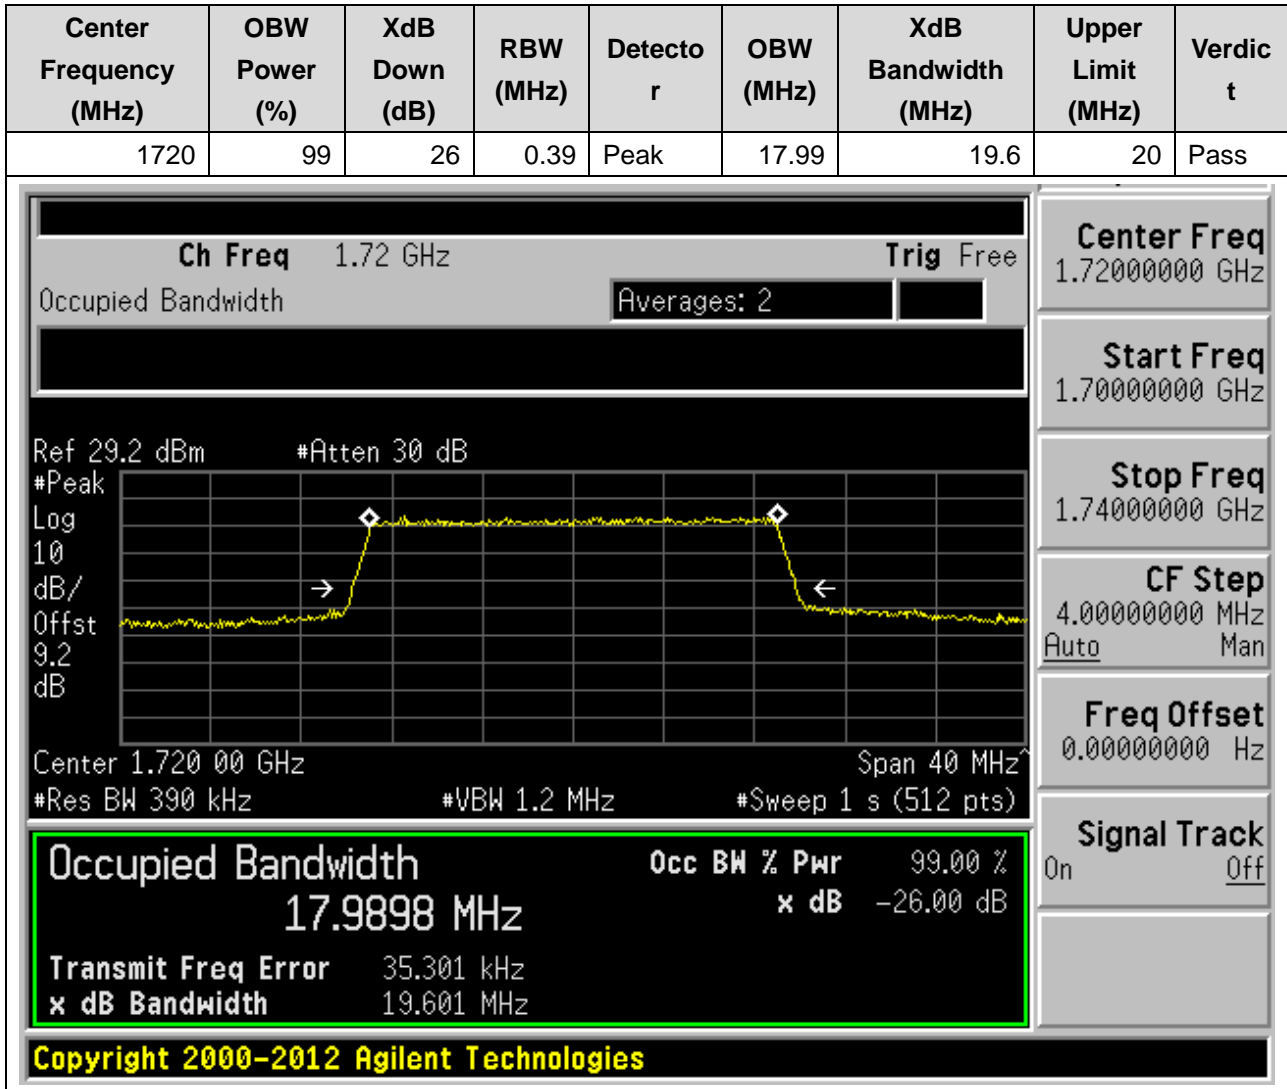 Center Frequency (MHz) OBW Power (%) XdB Down (dB) RBW (MHz) Detecto r OBW (MHz) XdB Bandwidth (MHz) Upper Limit (MHz) Verdic t
1720 99 26 0.39 Peak 17.99 19.6 20 Pass
Ch Freq 1.72 GHz Trig Free
Occupied Bandwidth Averages: 2
Ref 29.2 dBm #Atten 30 dB
#Peak
Log
10
dB/
Offst
9.2
dB
Center 1.720 00 GHz Span 40 MHz^
#Res BW 390 kHz #VBW 1.2 MHz #Sweep 1 s (512 pts)
Occupied Bandwidth Occ BW % Pwr 99.00 %
17.9898 MHz x dB -26.00 dB
Transmit Freq Error 35.301 kHz
x dB Bandwidth 19.601 MHz
Copyright 2000-2012 Agilent Technologies
Center Freq
1.72000000 GHz
Start Freq
1.70000000 GHz
Stop Freq
1.74000000 GHz
CF Step
4.00000000 MHz
Auto Man
Freq Offset
0.00000000 Hz
Signal Track
On Off